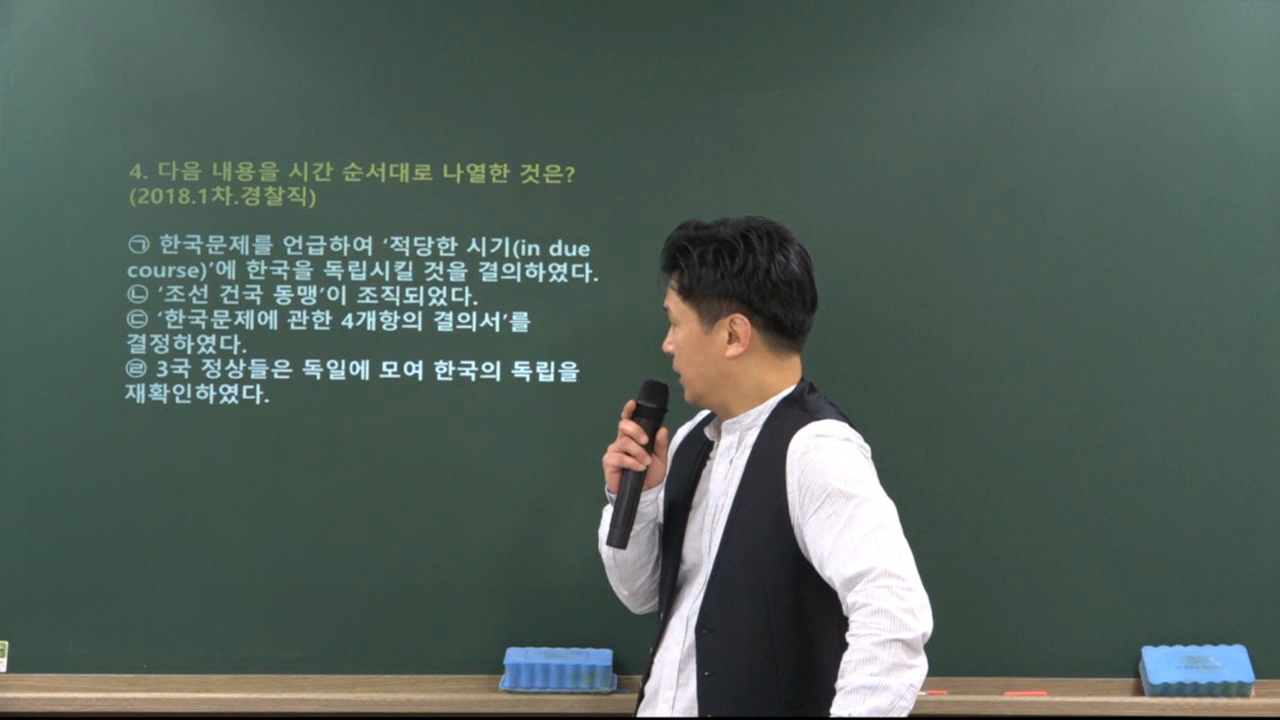 4. 다음 내용을 시간 순서대로 나열한 것은?
(2018.1차.경찰직)
㉠ 한국문제를 언급하여 ‘적당한 시기(in due
course)’에 한국을 독립시킬 것을 결의하였다.
㉡ ‘조선 건국 동맹’이 조직되었다.
㉢ ‘한국문제에 관한 4개항의 결의서’를
결정하였다.
㉣ 3국 정상들은 독일에 모여 한국의 독립을
재확인하였다.